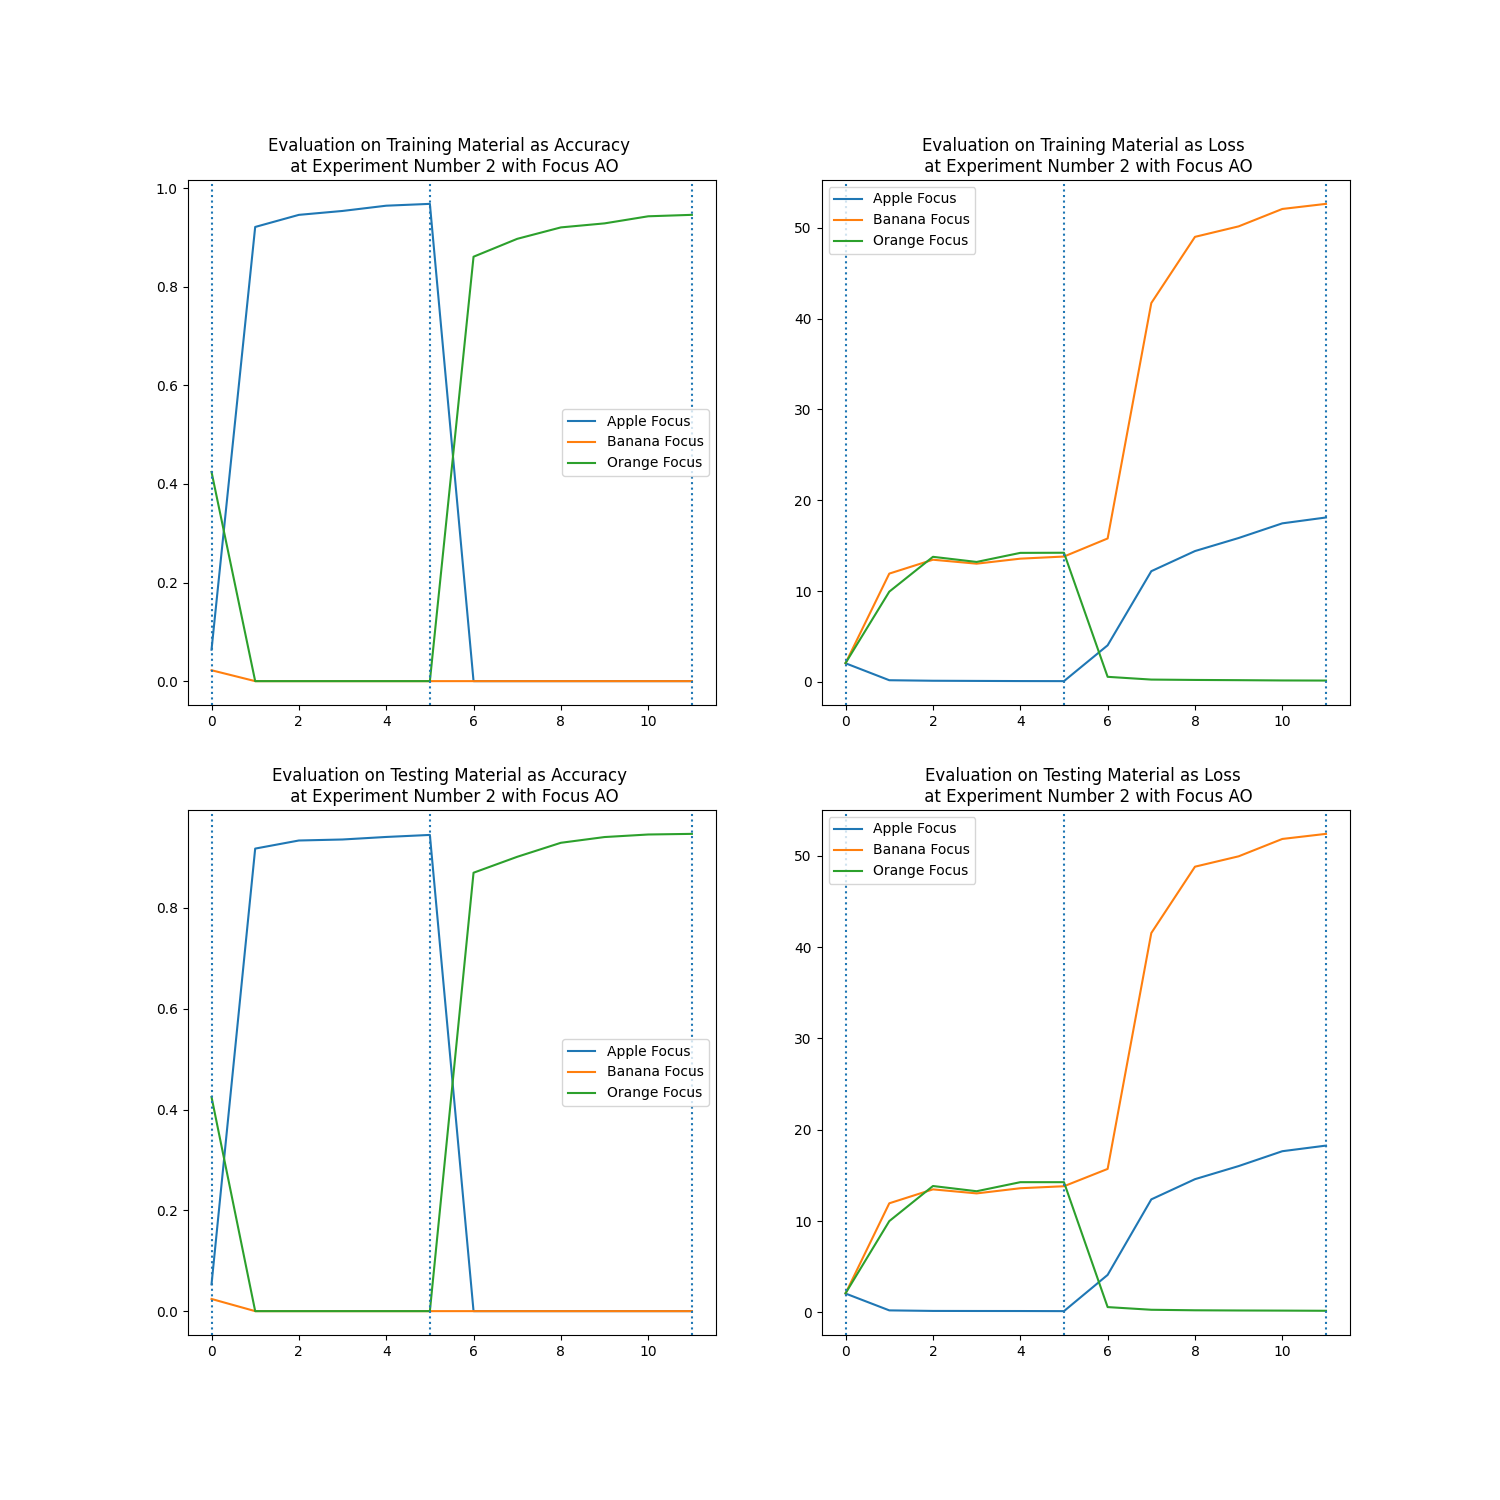 Evaluation on Training Material as Accuracy
at Experiment Number 2 with Focus AO
1.0
0.8
0.6
0.4
0.2
0.0
Apple Focus
Banana Focus
Orange Focus
0 2 4 6 8 10
Evaluation on Training Material as Loss
at Experiment Number 2 with Focus AO
Apple Focus
Banana Focus
Orange Focus
50
40
30
20
10
0
0 2 4 6 8 10
Evaluation on Testing Material as Accuracy
at Experiment Number 2 with Focus AO
0.8
0.6
0.4
0.2
0.0
Apple Focus
Banana Focus
Orange Focus
0 2 4 6 8 10
Evaluation on Testing Material as Loss
at Experiment Number 2 with Focus AO
Apple Focus
Banana Focus
Orange Focus
50
40
30
20
10
0
0 2 4 6 8 10